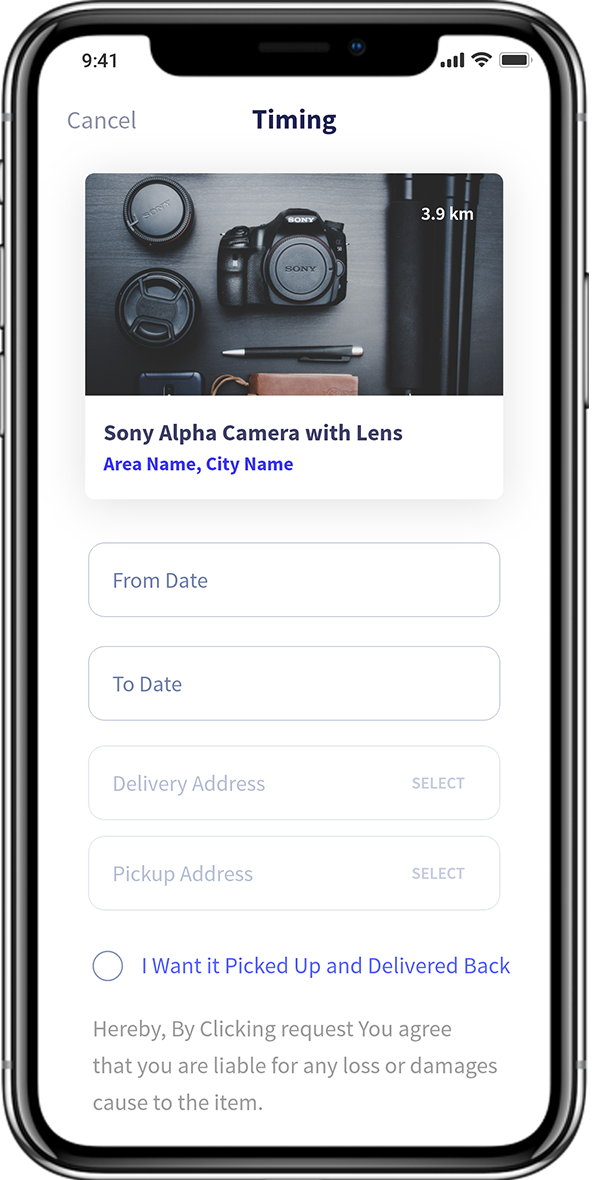 9:41
Cancel
Timing
SONY
3.9 km
SONY
SONY
Sony Alpha Camera with Lens
Area Name, City Name
From Date
To Date
Delivery Address SELECT
Pickup Address SELECT
I Want it Picked Up and Delivered Back
Hereby, By Clicking request You agree
that you are liable for any loss or damages
cause to the item.